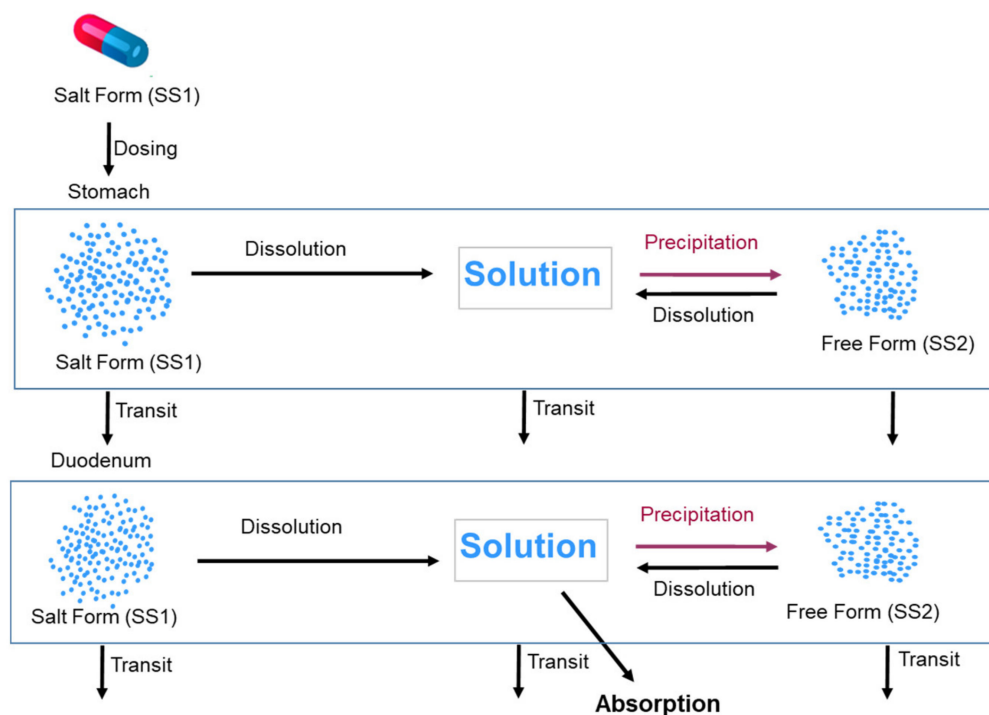 Salt Form (SS1)
Dosing
Stomach
Dissolution
Solution
Precipitation
Dissolution
Salt Form (SS1)
Free Form (SS2)
Transit
Transit
Duodenum
Dissolution
Solution
Precipitation
Dissolution
Salt Form (SS1)
Free Form (SS2)
Transit
Transit
Transit
Absorption